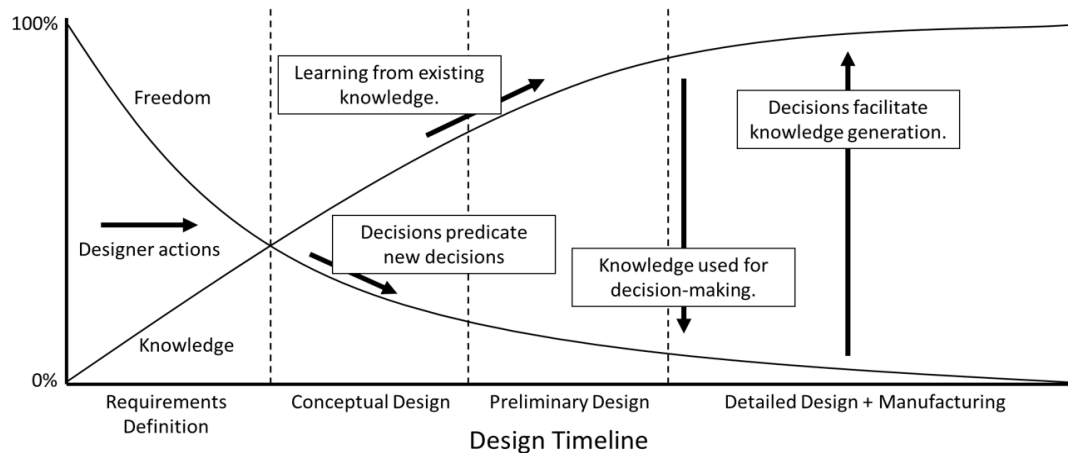 100%
Freedom
Learning from existing
knowledge.
Decisions facilitate
knowledge generation.
Designer actions
Decisions predicate
new decisions
Knowledge used for
decision-making.
Knowledge
0%
Requirements
Definition
Conceptual Design
Preliminary Design
Detailed Design + Manufacturing
Design Timeline